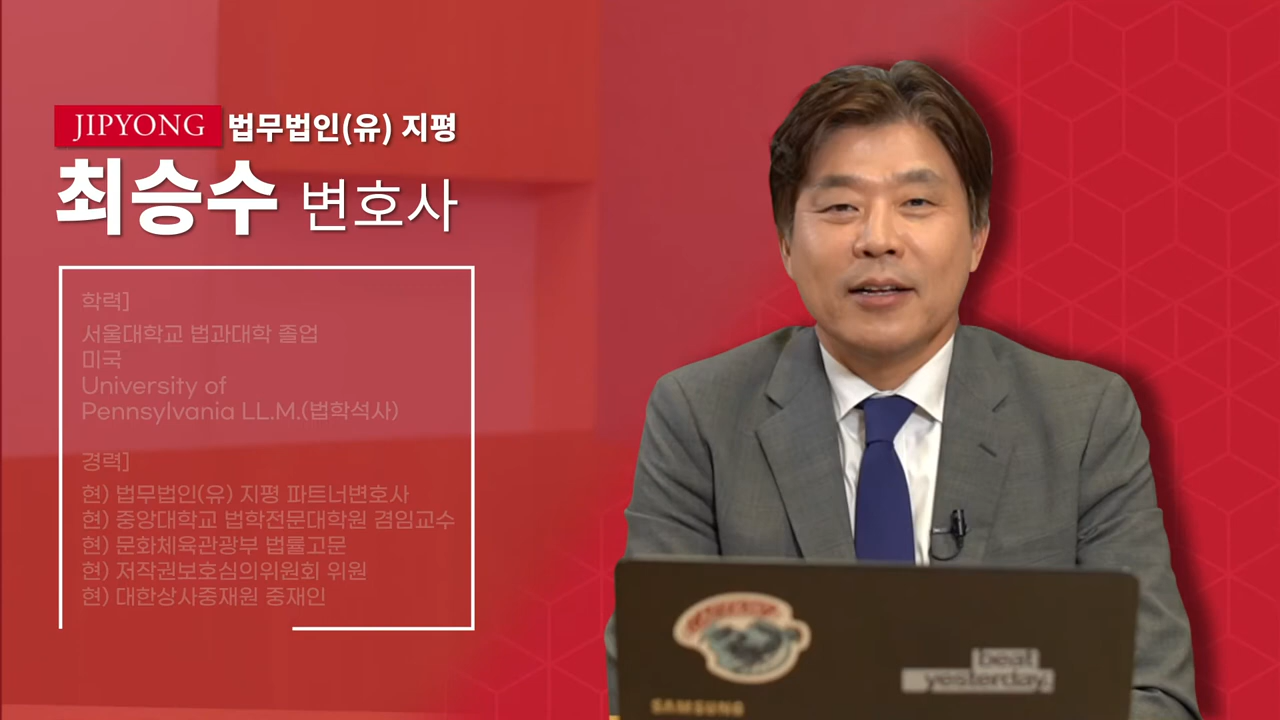 JIPYONG 법무법인(유) 지평
최승수 변호사
학력]
서울대학교 법과대학 졸업
미국
University of
Pennsylvania LL.M.(법학석사)
경력]
현) 법무법인(유) 지평 파트너변호사
현) 중앙대학교 법학전문대학원 겸임교수
현) 문화체육관광부 법률고문
현) 저작권보호심의위원회 위원
현) 대한상사중재원 중재인
beat
yesterday.
SAMSUNG